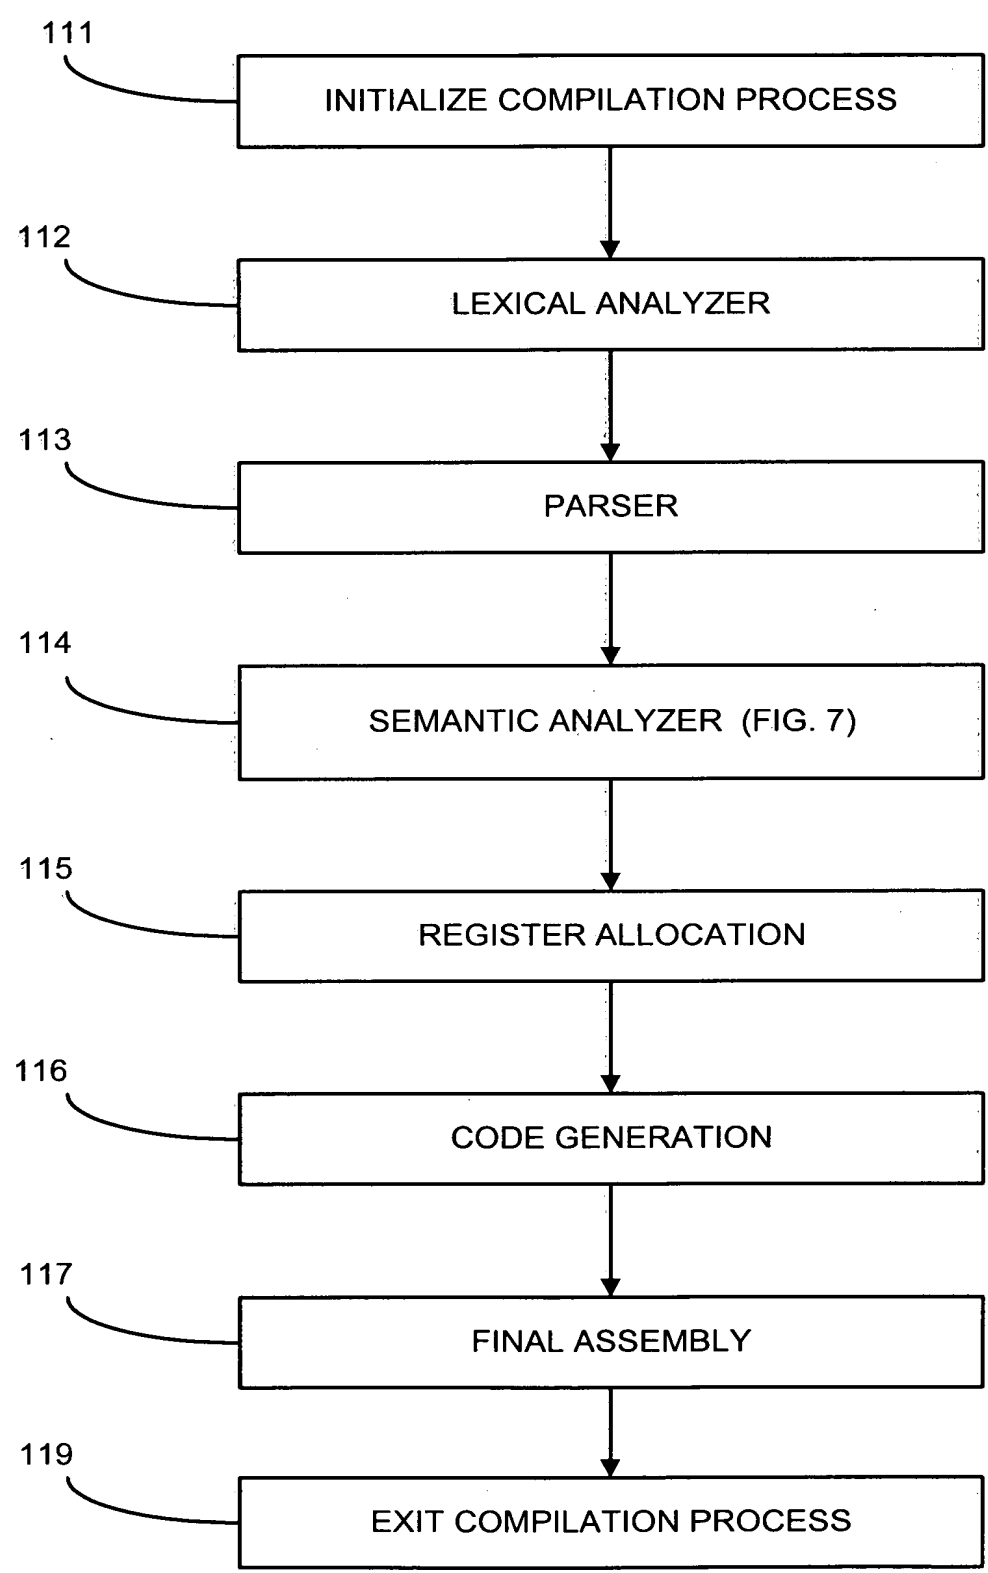 111
INITIALIZE COMPILATION PROCESS
112
LEXICAL ANALYZER
113
PARSER
114
SEMANTIC ANALYZER (FIG. 7)
115
REGISTER ALLOCATION
116
CODE GENERATION
117
FINAL ASSEMBLY
119
EXIT COMPILATION PROCESS